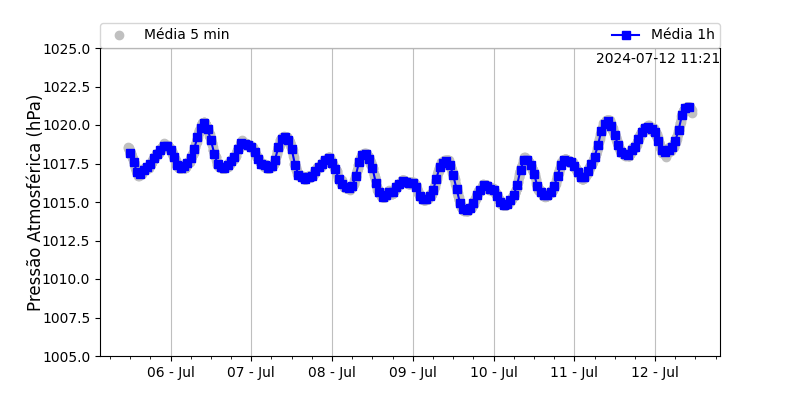 Média 5 min
Média 1h
2024-07-12 11:21
Pressão Atmosférica (hPa)
1025.0
1022.5
1020.0
1017.5
1015.0
1012.5
1010.0
1007.5
1005.0
06 - Jul
07 - Jul
08 - Jul
09 - Jul
10 - Jul
11 - Jul
12 - Jul